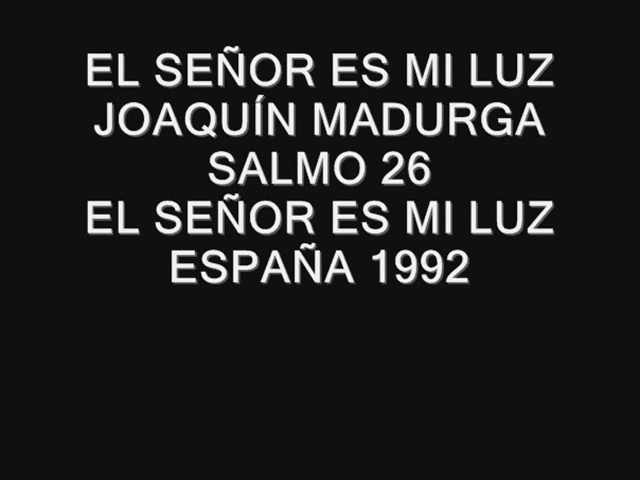 EL SEÑOR ES MI LUZ
JOAQUÍN MADURGA
SALMO 26
EL SEÑOR ES MI LUZ
ESPAÑA 1992